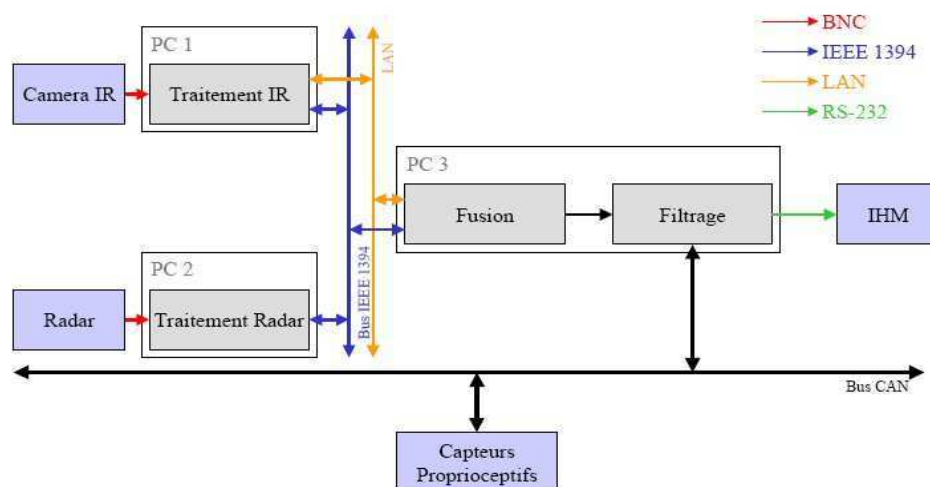 PC 1
Camera IR
Traitement IR
LAN
BNC
IEEE 1394
LAN
RS-232
PC 3
Fusion
Filtrage
IHM
PC 2
Radar
Traitement Radar
Bus IEEE 1394
Bus CAN
Capteurs
Proprioceptifs